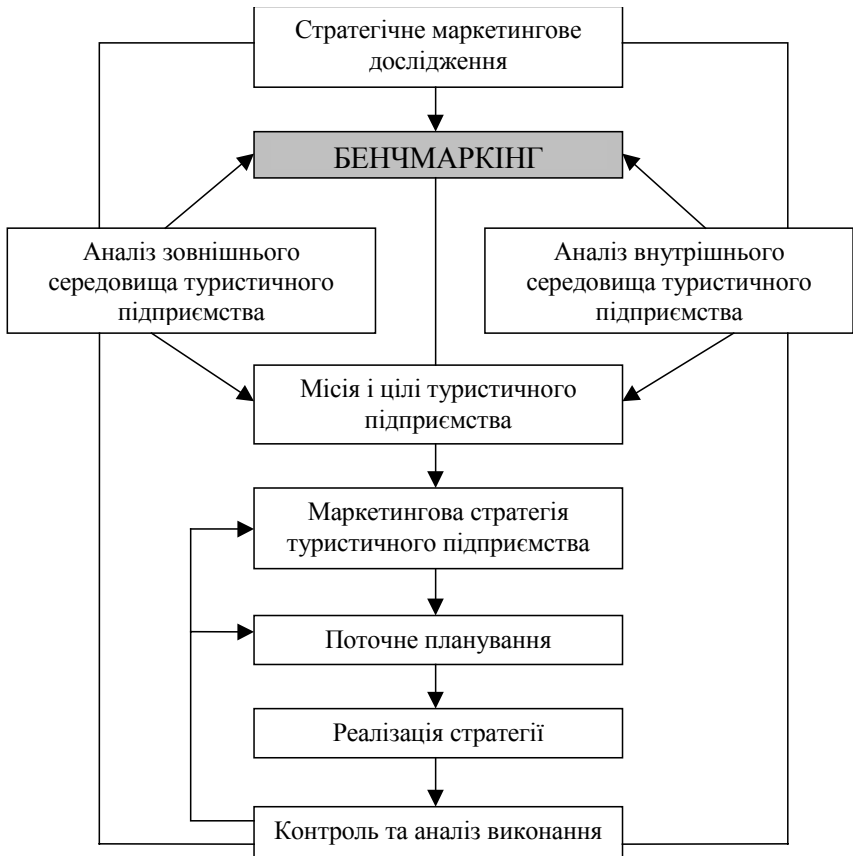 Стратегічне маркетингове
дослідження
БЕНЧМАРКІНГ
Аналіз зовнішнього
середовища туристичного
підприємства
Аналіз внутрішнього
середовища туристичного
підприємства
Місія і цілі туристичного
підприємства
Маркетингова стратегія
туристичного підприємства
Поточне планування
Реалізація стратегії
Контроль та аналіз виконання